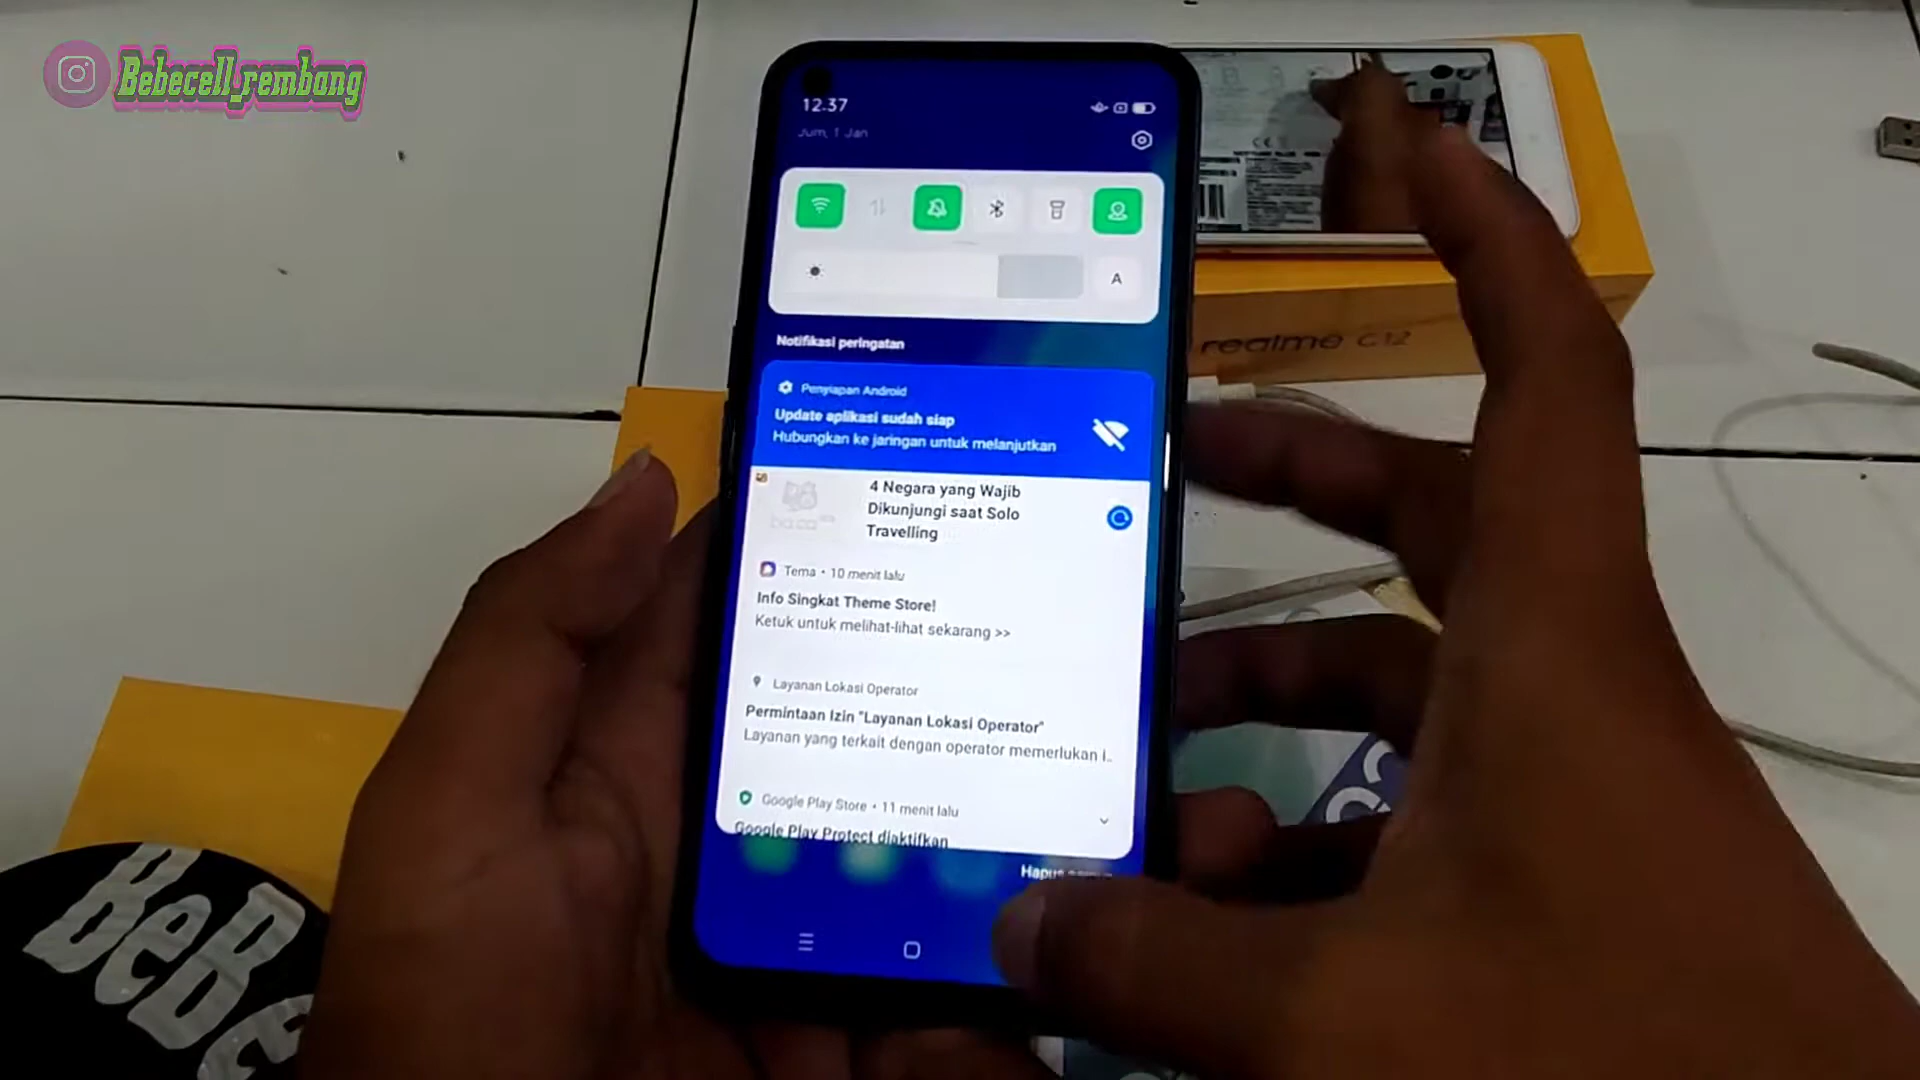 Bebecell_rembang
12.37
Jum, 1 Jan
A
realme C12
Notifikasi peringatan
Penyiapan Android
Update aplikasi sudah siap
Hubungkan ke jaringan untuk melanjutkan
4 Negara yang Wajib
Dikunjungi saat Solo
Travelling
Tema • 10 menit lalu
Info Singkat Theme Store!
Ketuk untuk melihat-lihat sekarang >>
Layanan Lokasi Operator
Permintaan Izin "Layanan Lokasi Operator"
Layanan yang terkait dengan operator memerlukan i..
Google Play Store • 11 menit lalu
Google Play Protect diaktifkan
Hapus
BeBe